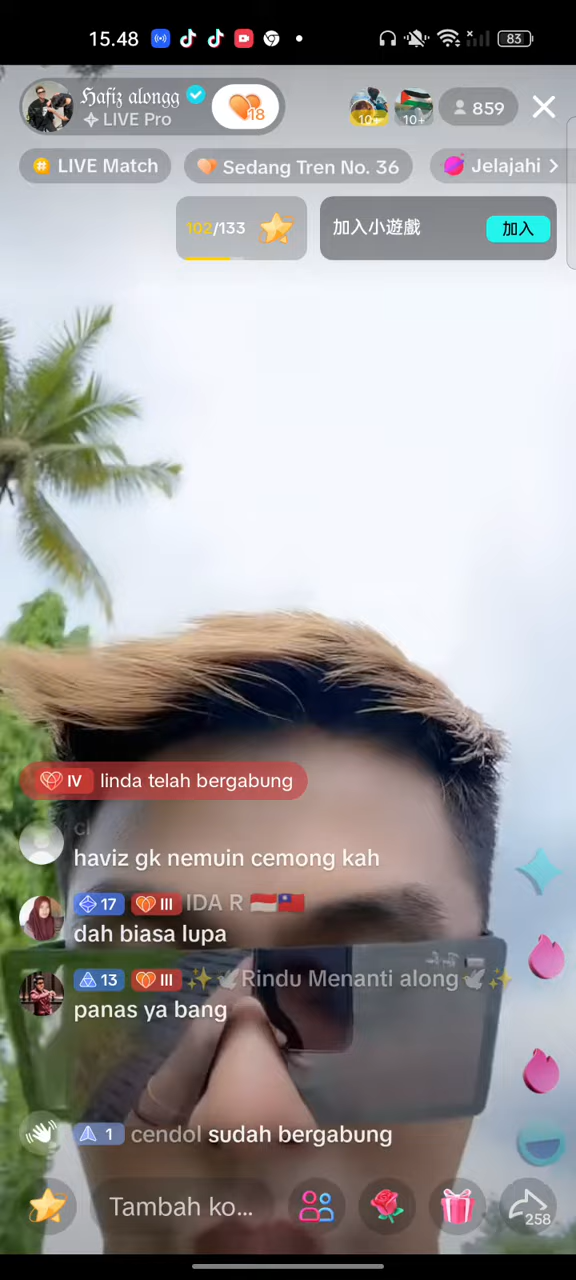 15.48
83
ℌ𝔞𝔣𝔦𝔷 𝔞𝔩𝔬𝔫𝔤𝔤
LIVE Pro
18
10+
10+
859
LIVE Match
Sedang Tren No. 36
Jelajahi
102/133
加入小遊戲
加入
IV linda telah bergabung
cl
haviz gk nemuin cemong kah
17 III IDA R 🇮🇩🇹🇼
dah biasa lupa
13 III ✨🕊Rindu Menanti along🕊✨
panas ya bang
1 cendol sudah bergabung
Tambah ko...
258